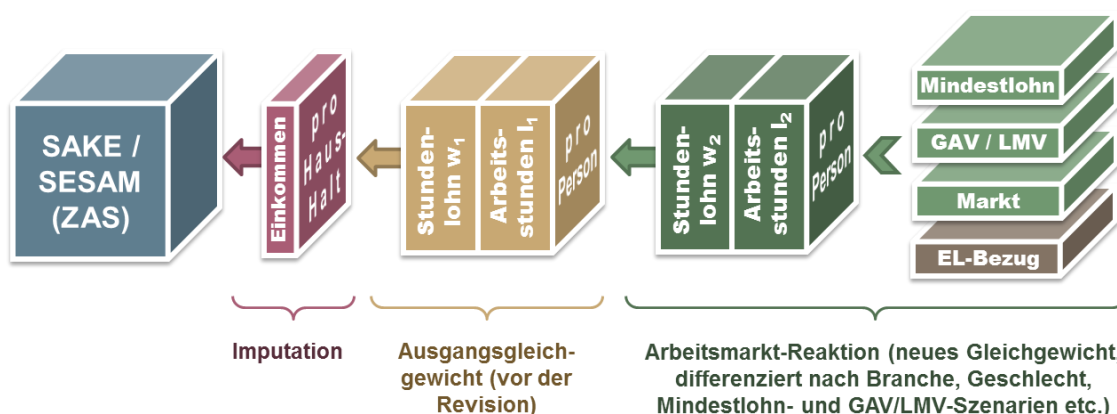 SAKE /
SESAM
(ZAS)
Einkommen
pro
Haus-
Halt
Stunden-
lohn w1
Arbeits-
stunden l1
pro
Person
Stunden-
lohn w2
Arbeits-
stunden l2
pro
Person
Mindestlohn
GAV / LMV
Markt
EL-Bezug
Imputation
Ausgangsgleich-
gewicht (vor der
Revision)
Arbeitsmarkt-Reaktion (neues Gleichgewicht
differenziert nach Branche, Geschlecht,
Mindestlohn- und GAV/LMV-Szenarien etc.)